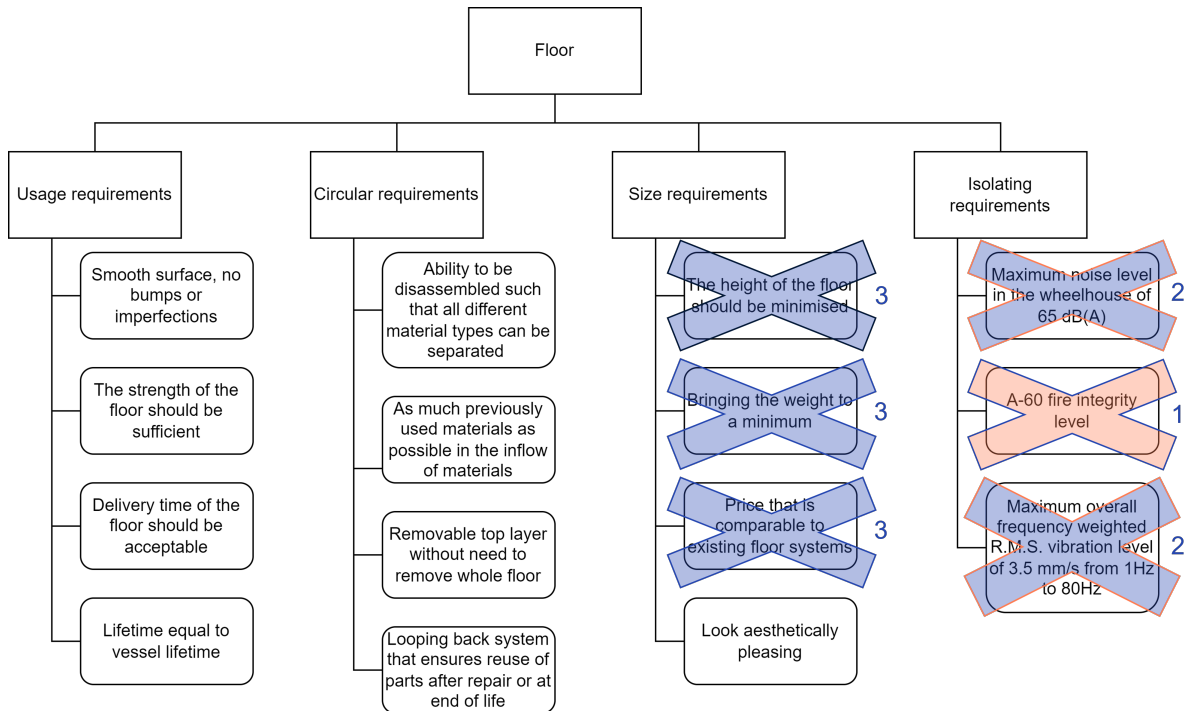 Floor
Usage requirements
Smooth surface, no
bumps or
imperfections
The strength of the
floor should be
sufficient
Delivery time of the
floor should be
acceptable
Lifetime equal to
vessel lifetime
Circular requirements
Ability to be
disassembled such
that all different
material types can be
separated
As much previously
used materials as
possible in the inflow
of materials
Removable top layer
without need to
remove whole floor
Looping back system
that ensures reuse of
parts after repair or at
end of life
Size requirements
The height of the floor
should be minimised
3
Bringing the weight to
a minimum
3
Price that is
comparable to
existing floor systems
3
Look aesthetically
pleasing
Isolating
requirements
Maximum noise level
in the wheelhouse of
65 dB(A)
2
A-60 fire integrity
level
1
Maximum overall
frequency weighted
R.M.S. vibration level
of 3.5 mm/s from 1Hz
to 80Hz
2